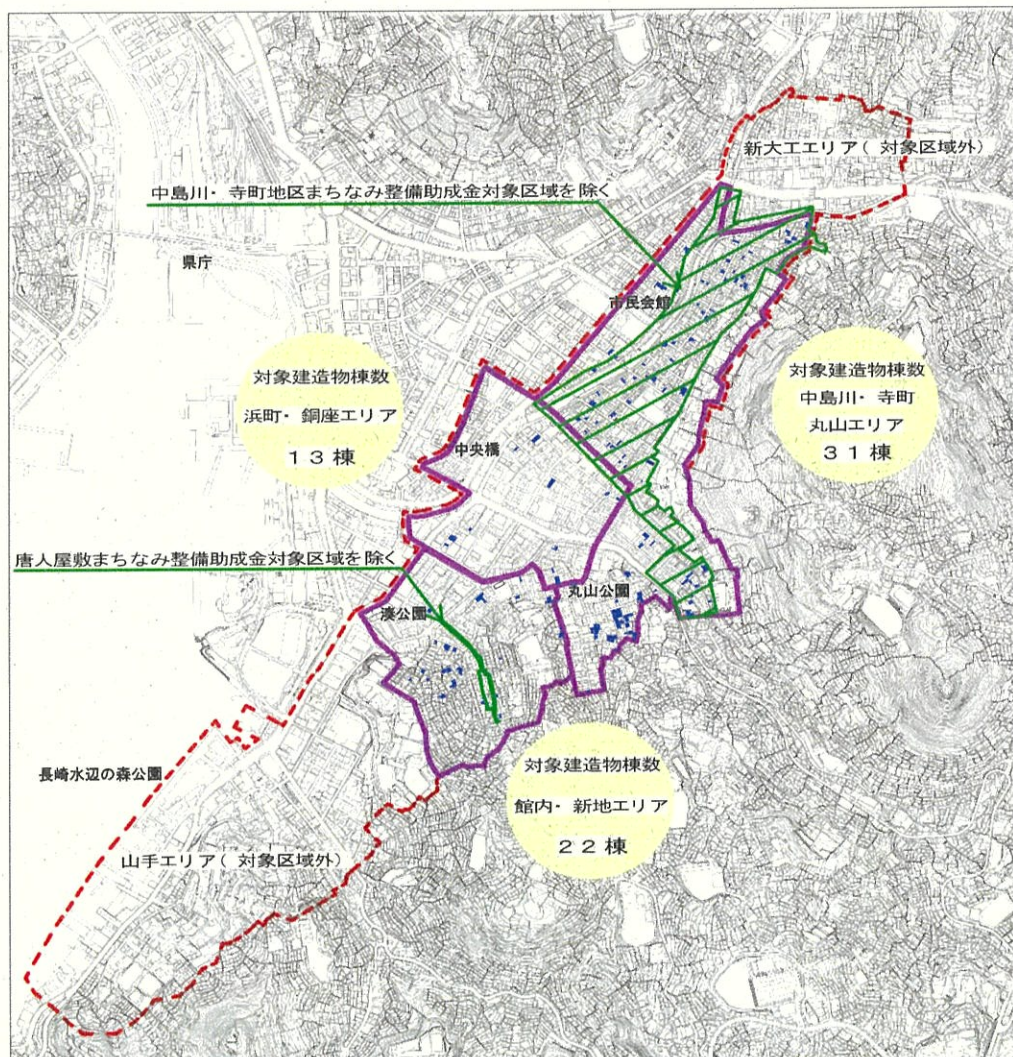 新大工エリア( 対象区域外)
中島川・寺町地区まちなみ整備助成金対象区域を除く
県庁
市民会館
対象建造物棟数
浜町・銅座エリア
13棟
対象建造物棟数
中島川・寺町
丸山エリア
31棟
中央橋
唐人屋敷まちなみ整備助成金対象区域を除く
丸山公園
湊公園
対象建造物棟数
館内・新地エリア
22棟
長崎水辺の森公園
山手エリア( 対象区域外)